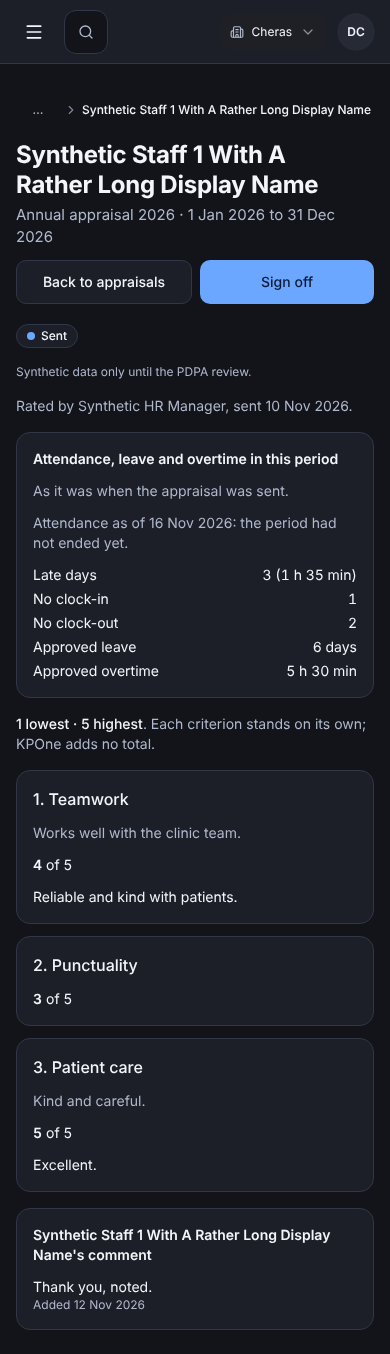 Cheras
DC
...
Synthetic Staff 1 With A Rather Long Display Name
Synthetic Staff 1 With A
Rather Long Display Name
Annual appraisal 2026 · 1 Jan 2026 to 31 Dec
2026
Back to appraisals
Sign off
Sent
Synthetic data only until the PDPA review.
Rated by Synthetic HR Manager, sent 10 Nov 2026.
Attendance, leave and overtime in this period
As it was when the appraisal was sent.
Attendance as of 16 Nov 2026: the period had
not ended yet.
Late days 3 (1 h 35 min)
No clock-in 1
No clock-out 2
Approved leave 6 days
Approved overtime 5 h 30 min
1 lowest · 5 highest. Each criterion stands on its own;
KPOne adds no total.
1. Teamwork
Works well with the clinic team.
4 of 5
Reliable and kind with patients.
2. Punctuality
3 of 5
3. Patient care
Kind and careful.
5 of 5
Excellent.
Synthetic Staff 1 With A Rather Long Display
Name's comment
Thank you, noted.
Added 12 Nov 2026